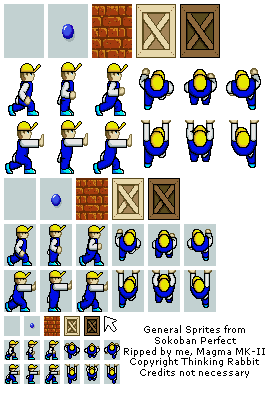 General Sprites from
Sokoban Perfect
Ripped by me, Magma MK-II
Copyright Thinking Rabbit
Credits not necessary